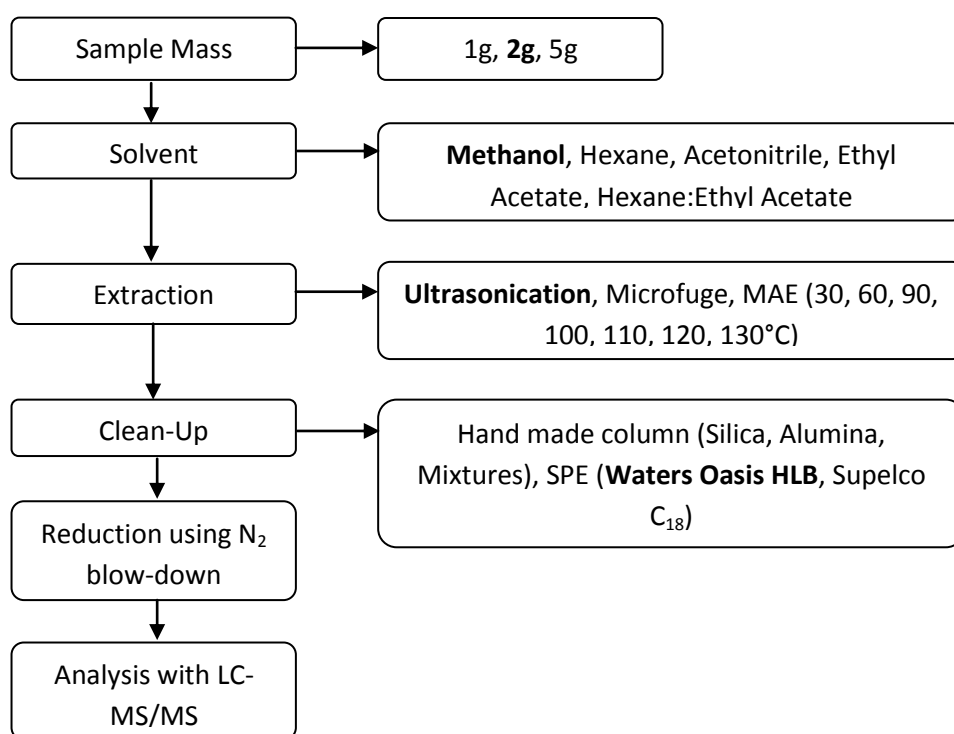 Sample Mass
1g, 2g, 5g
Solvent
Methanol, Hexane, Acetonitrile, Ethyl
Acetate, Hexane:Ethyl Acetate
Extraction
Ultrasonication, Microfuge, MAE (30, 60, 90,
100, 110, 120, 130°C)
Clean-Up
Hand made column (Silica, Alumina,
Mixtures), SPE (Waters Oasis HLB, Supelco
C₁₈)
Reduction using N₂
blow-down
Analysis with LC-
MS/MS